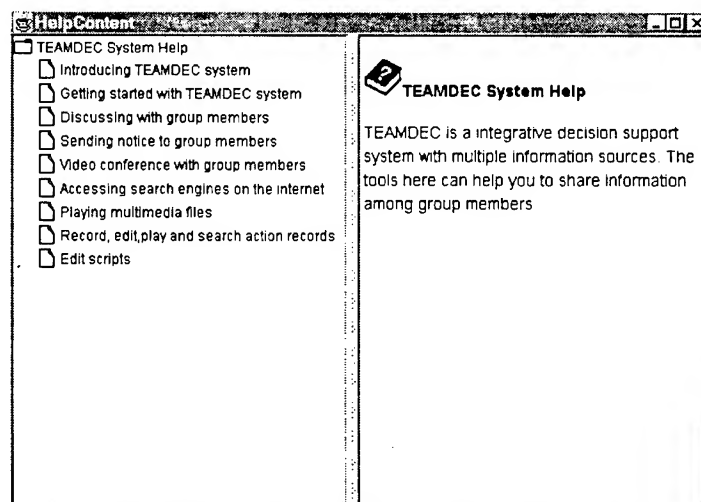 HelpContent
TEAMDEC System Help
Introducing TEAMDEC system
Getting started with TEAMDEC system
Discussing with group members
Sending notice to group members
Video conference with group members
Accessing search engines on the internet
Playing multimedia files
Record, edit,play and search action records
Edit scripts
TEAMDEC System Help
TEAMDEC is a integrative decision support
system with multiple information sources. The
tools here can help you to share information
among group members